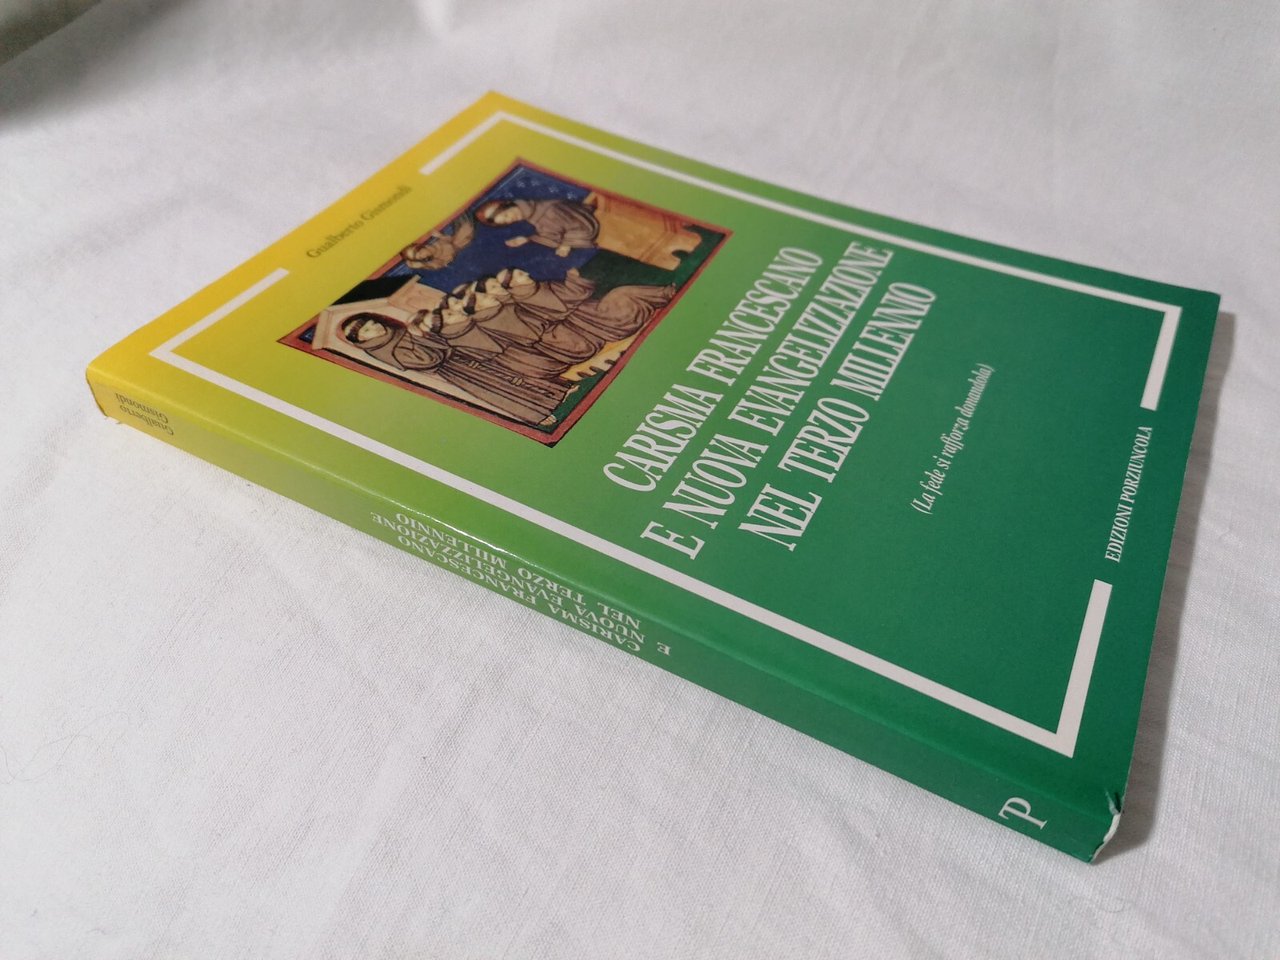 Gualberto Gismondi
CARISMA FRANCESCANO
E NUOVA EVANGELIZZAZIONE
NEL TERZO MILLENNIO
(La fede si rafforza donandola)
EDIZIONI PORZIUNCOLA
Gualberto
Gismondi
CARISMA FRANCESCANO
E NUOVA EVANGELIZZAZIONE
NEL TERZO MILLENNIO
P